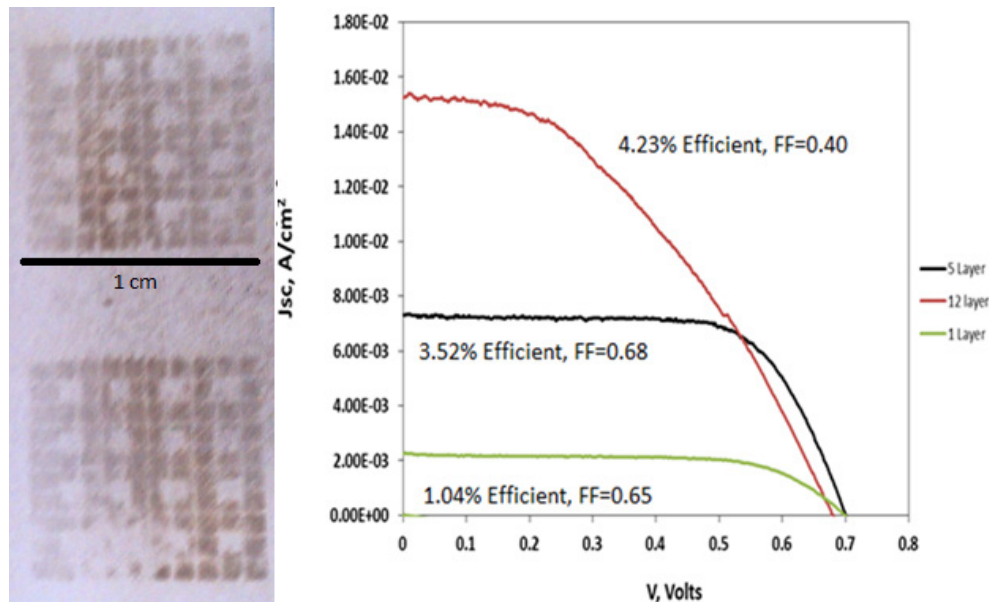 1 cm
Jsc, A/cm²
1.80E-02
1.60E-02
1.40E-02
1.20E-02
1.00E-02
8.00E-03
6.00E-03
4.00E-03
2.00E-03
0.00E+00
4.23% Efficient, FF=0.40
3.52% Efficient, FF=0.68
1.04% Efficient, FF=0.65
0
0.1
0.2
0.3
0.4
0.5
0.6
0.7
0.8
V, Volts
5 Layer
12 layer
1 Layer